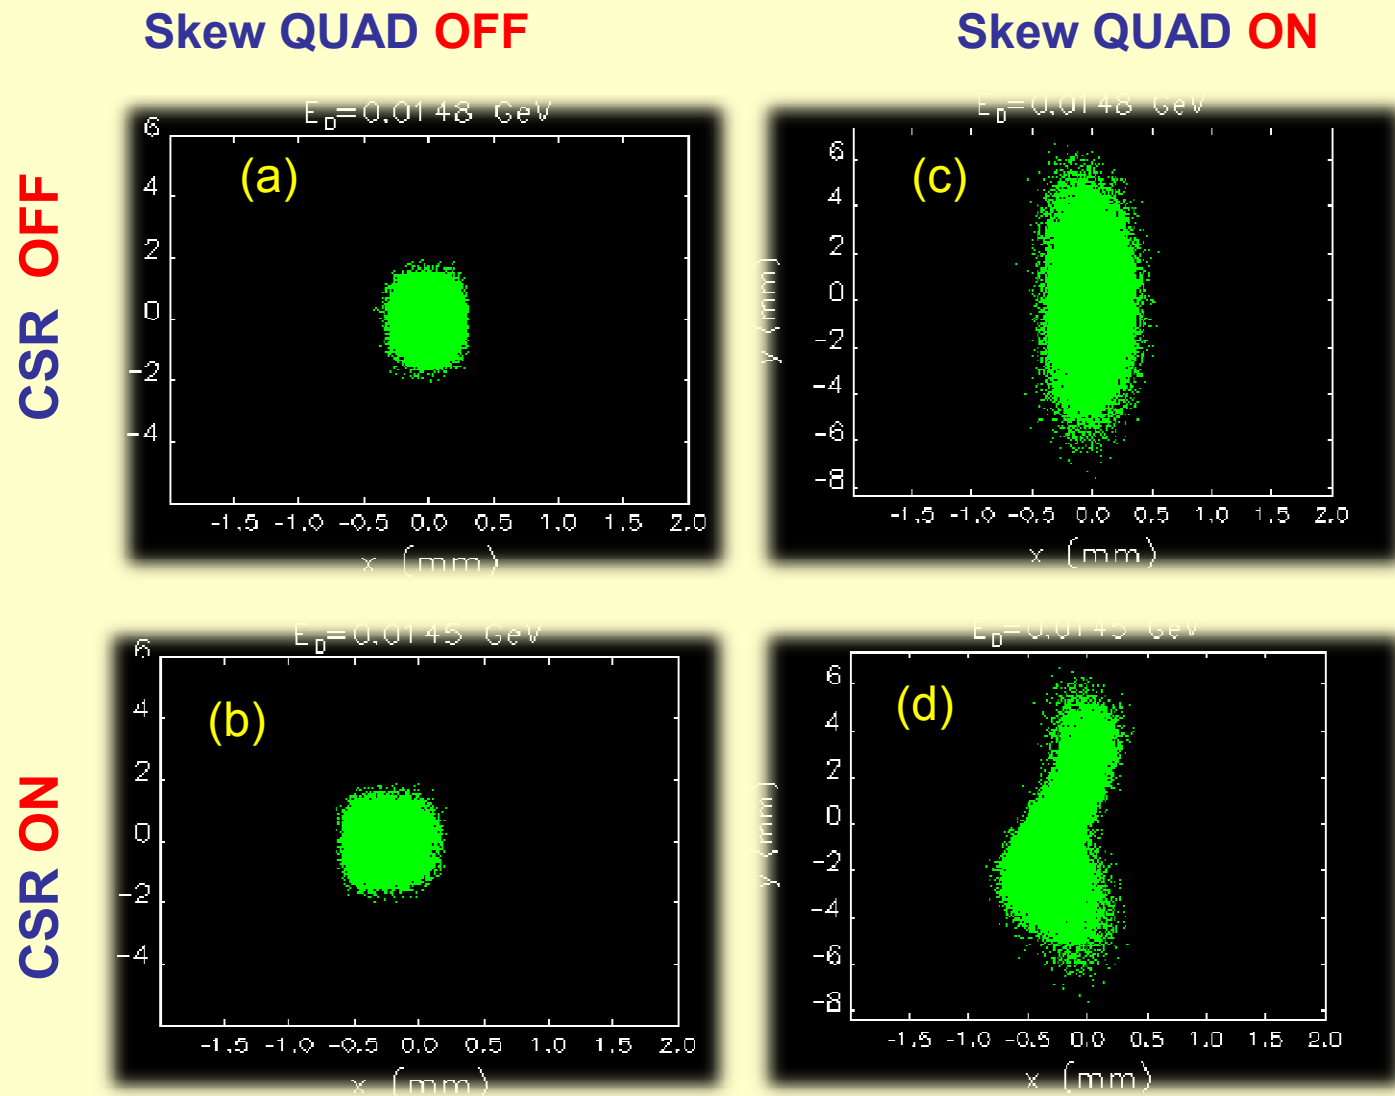 Skew QUAD OFF
Skew QUAD ON
CSR OFF
E_D=0.0148 GeV
(a)
6
4
2
0
-2
-4
-1.5 -1.0 -0.5 0.0 0.5 1.0 1.5 2.0
x (mm)
E_D=0.0148 GeV
(c)
6
4
2
0
-2
-4
-6
-8
y (mm)
-1.5 -1.0 -0.5 0.0 0.5 1.0 1.5 2.0
x (mm)
CSR ON
E_D=0.0145 GeV
(b)
6
4
2
0
-2
-4
-1.5 -1.0 -0.5 0.0 0.5 1.0 1.5 2.0
x (mm)
E_D=0.0145 GeV
(d)
6
4
2
0
-2
-4
-6
-8
y (mm)
-1.5 -1.0 -0.5 0.0 0.5 1.0 1.5 2.0
x (mm)